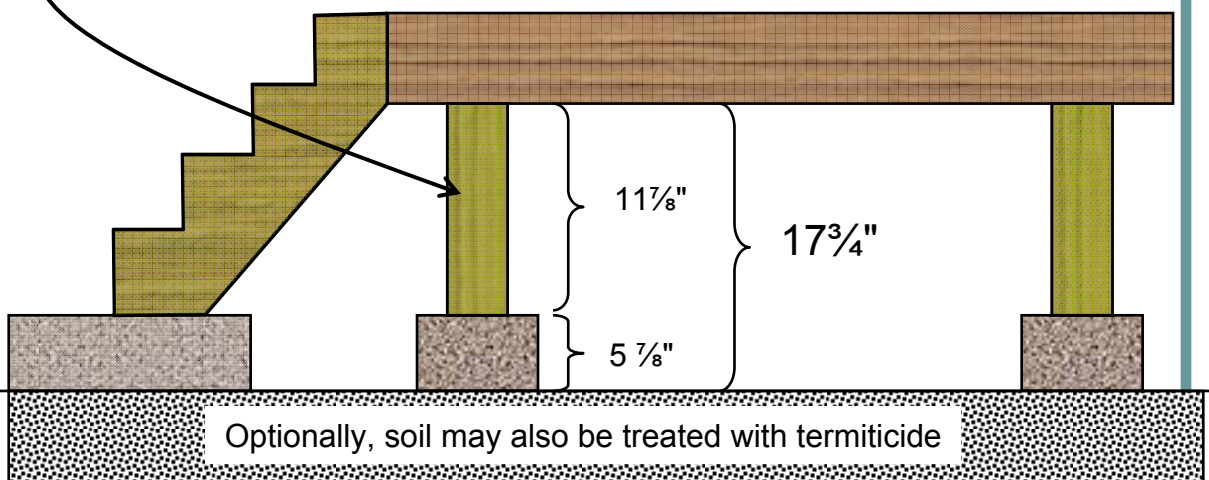 11⅞"
17¾"
5 ⅞"
Optionally, soil may also be treated with termiticide